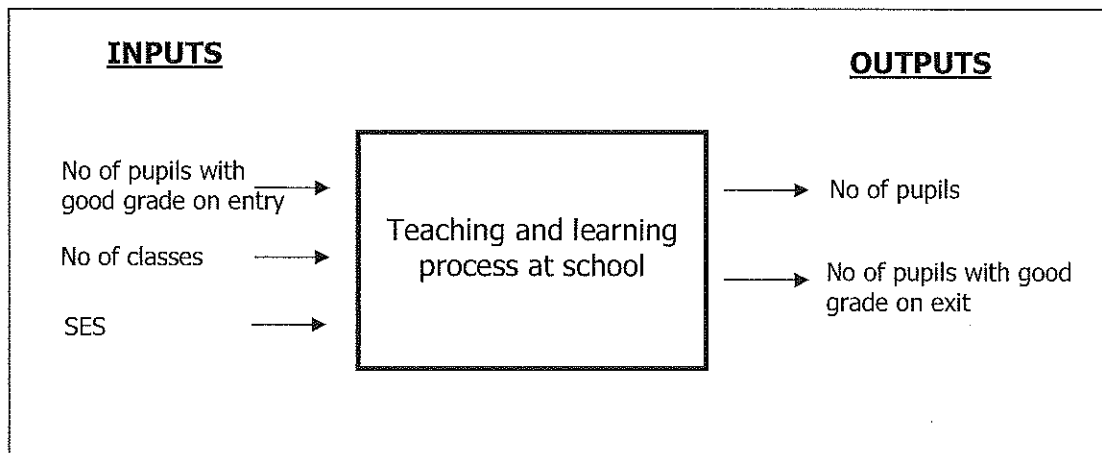 INPUTS
OUTPUTS
No of pupils with
good grade on entry
No of classes
SES
Teaching and learning
process at school
No of pupils
No of pupils with good
grade on exit